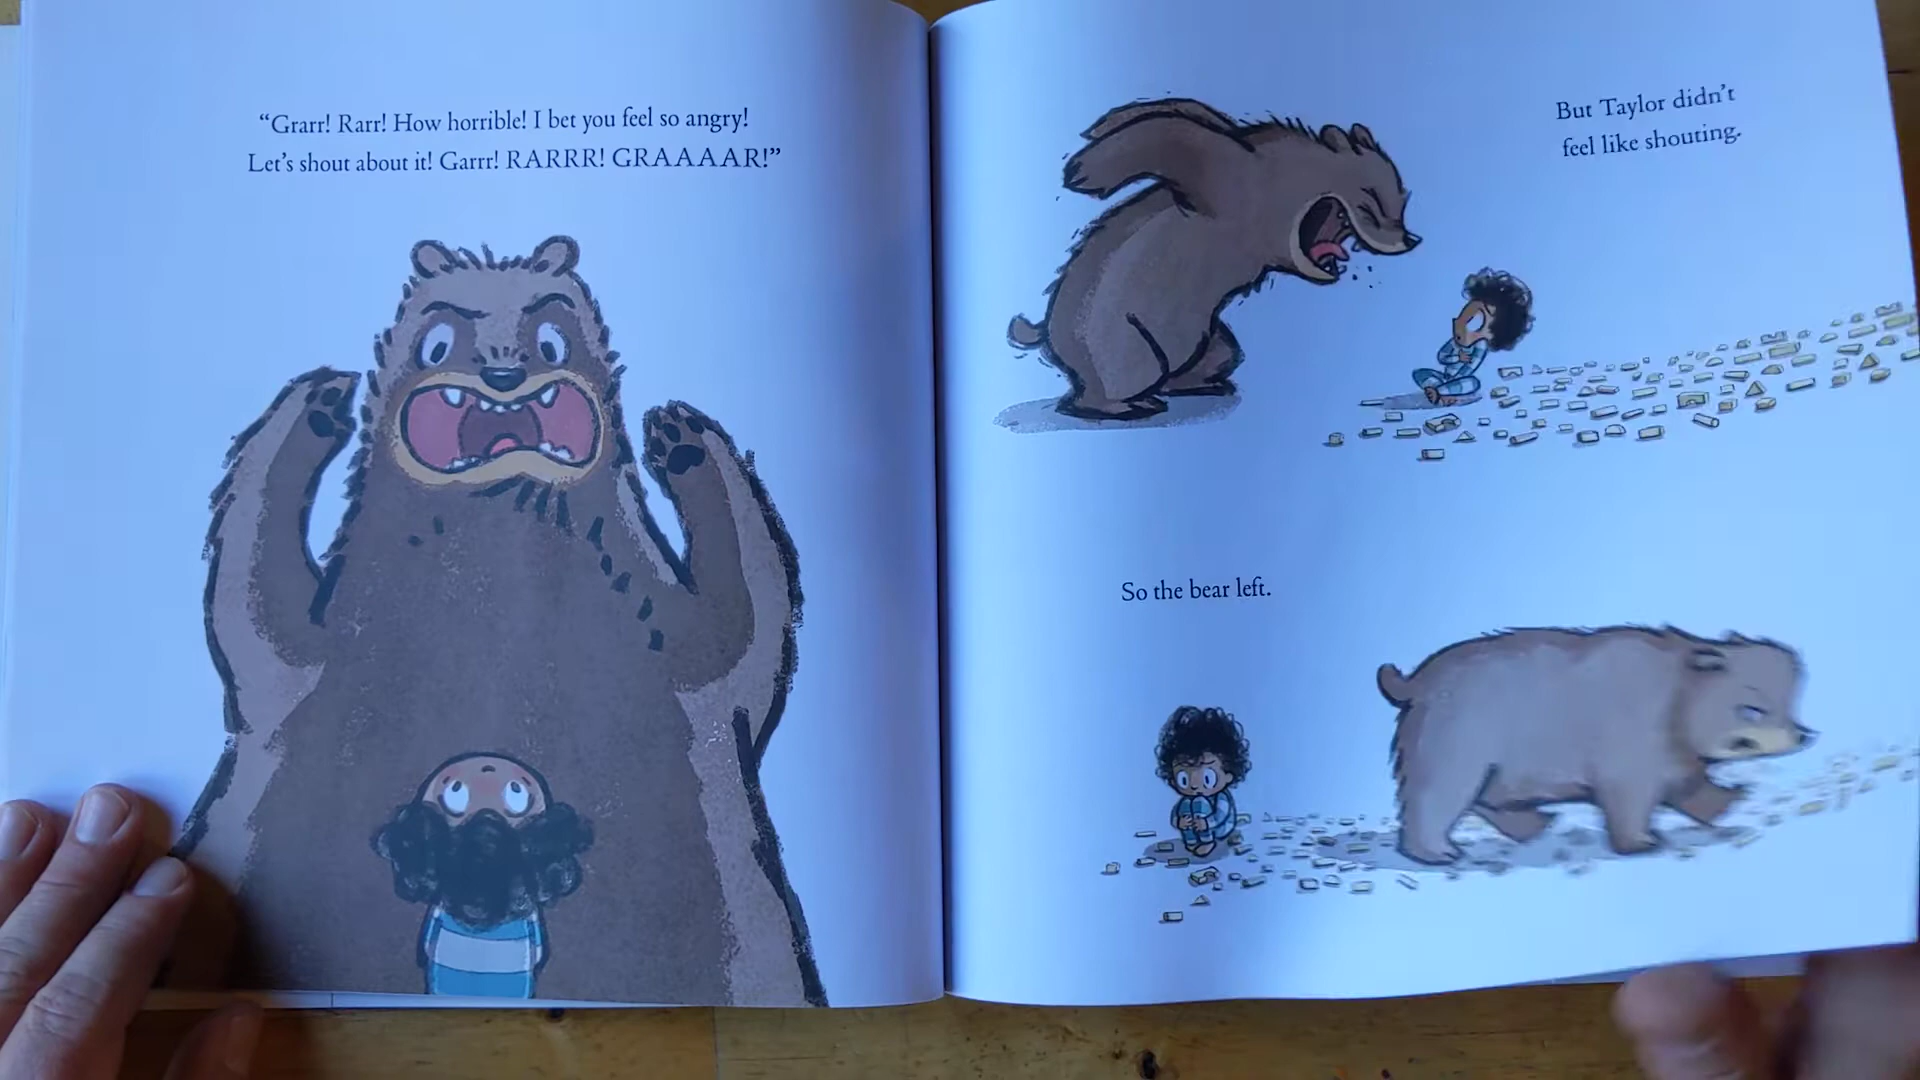 “Grarr! Rarr! How horrible! I bet you feel so angry!
Let’s shout about it! Garrr! RARRR! GRAAAAR!”
But Taylor didn’t
feel like shouting.
So the bear left.